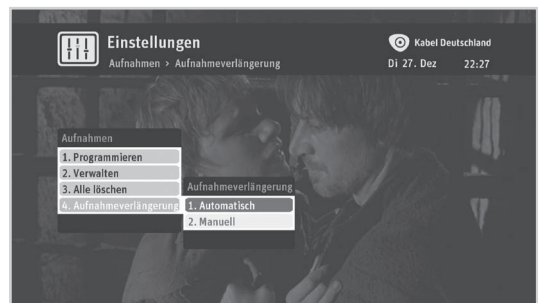 Einstellungen
Kabel Deutschland
Aufnahmen > Aufnahmeverlängerung
Di 27. Dez 22:27
Aufnahmen
1. Programmieren
2. Verwalten
3. Alle löschen
4. Aufnahmeverlängerung
Aufnahmeverlängerung
1. Automatisch
2. Manuell